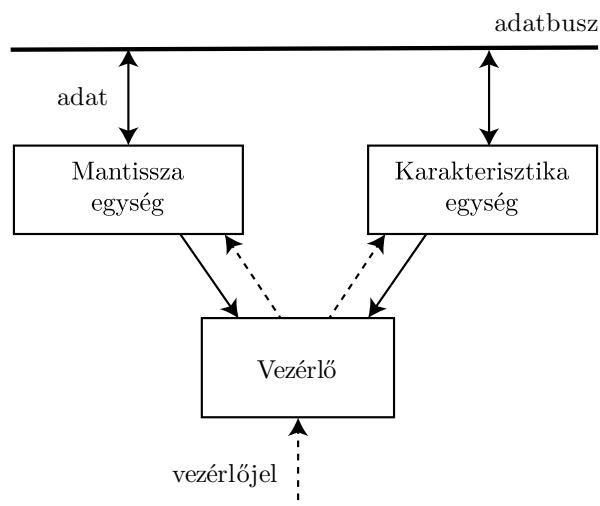 adatbusz
adat
Mantissza
egység
Karakterisztika
egység
Vezérlő
vezérlőjel